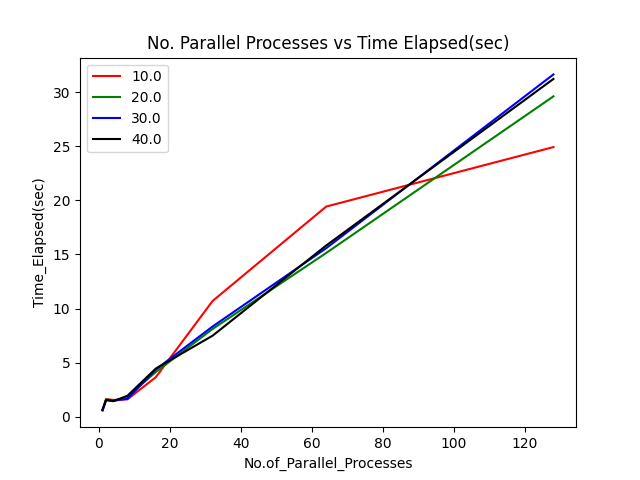 No. Parallel Processes vs Time Elapsed(sec)
10.0
20.0
30.0
40.0
Time_Elapsed(sec)
30
25
20
15
10
5
0
0 20 40 60 80 100 120
No.of_Parallel_Processes